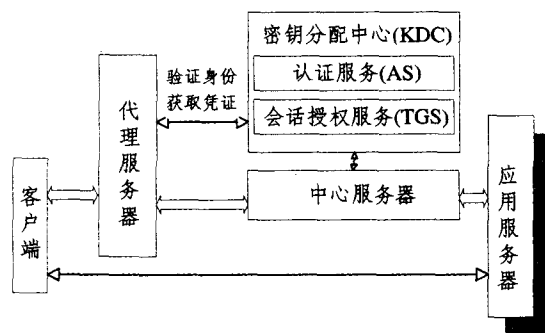 密钥分配中心(KDC)
认证服务(AS)
会话授权服务(TGS)
验证身份
获取凭证
代理服务器
客户端
中心服务器
应用服务器